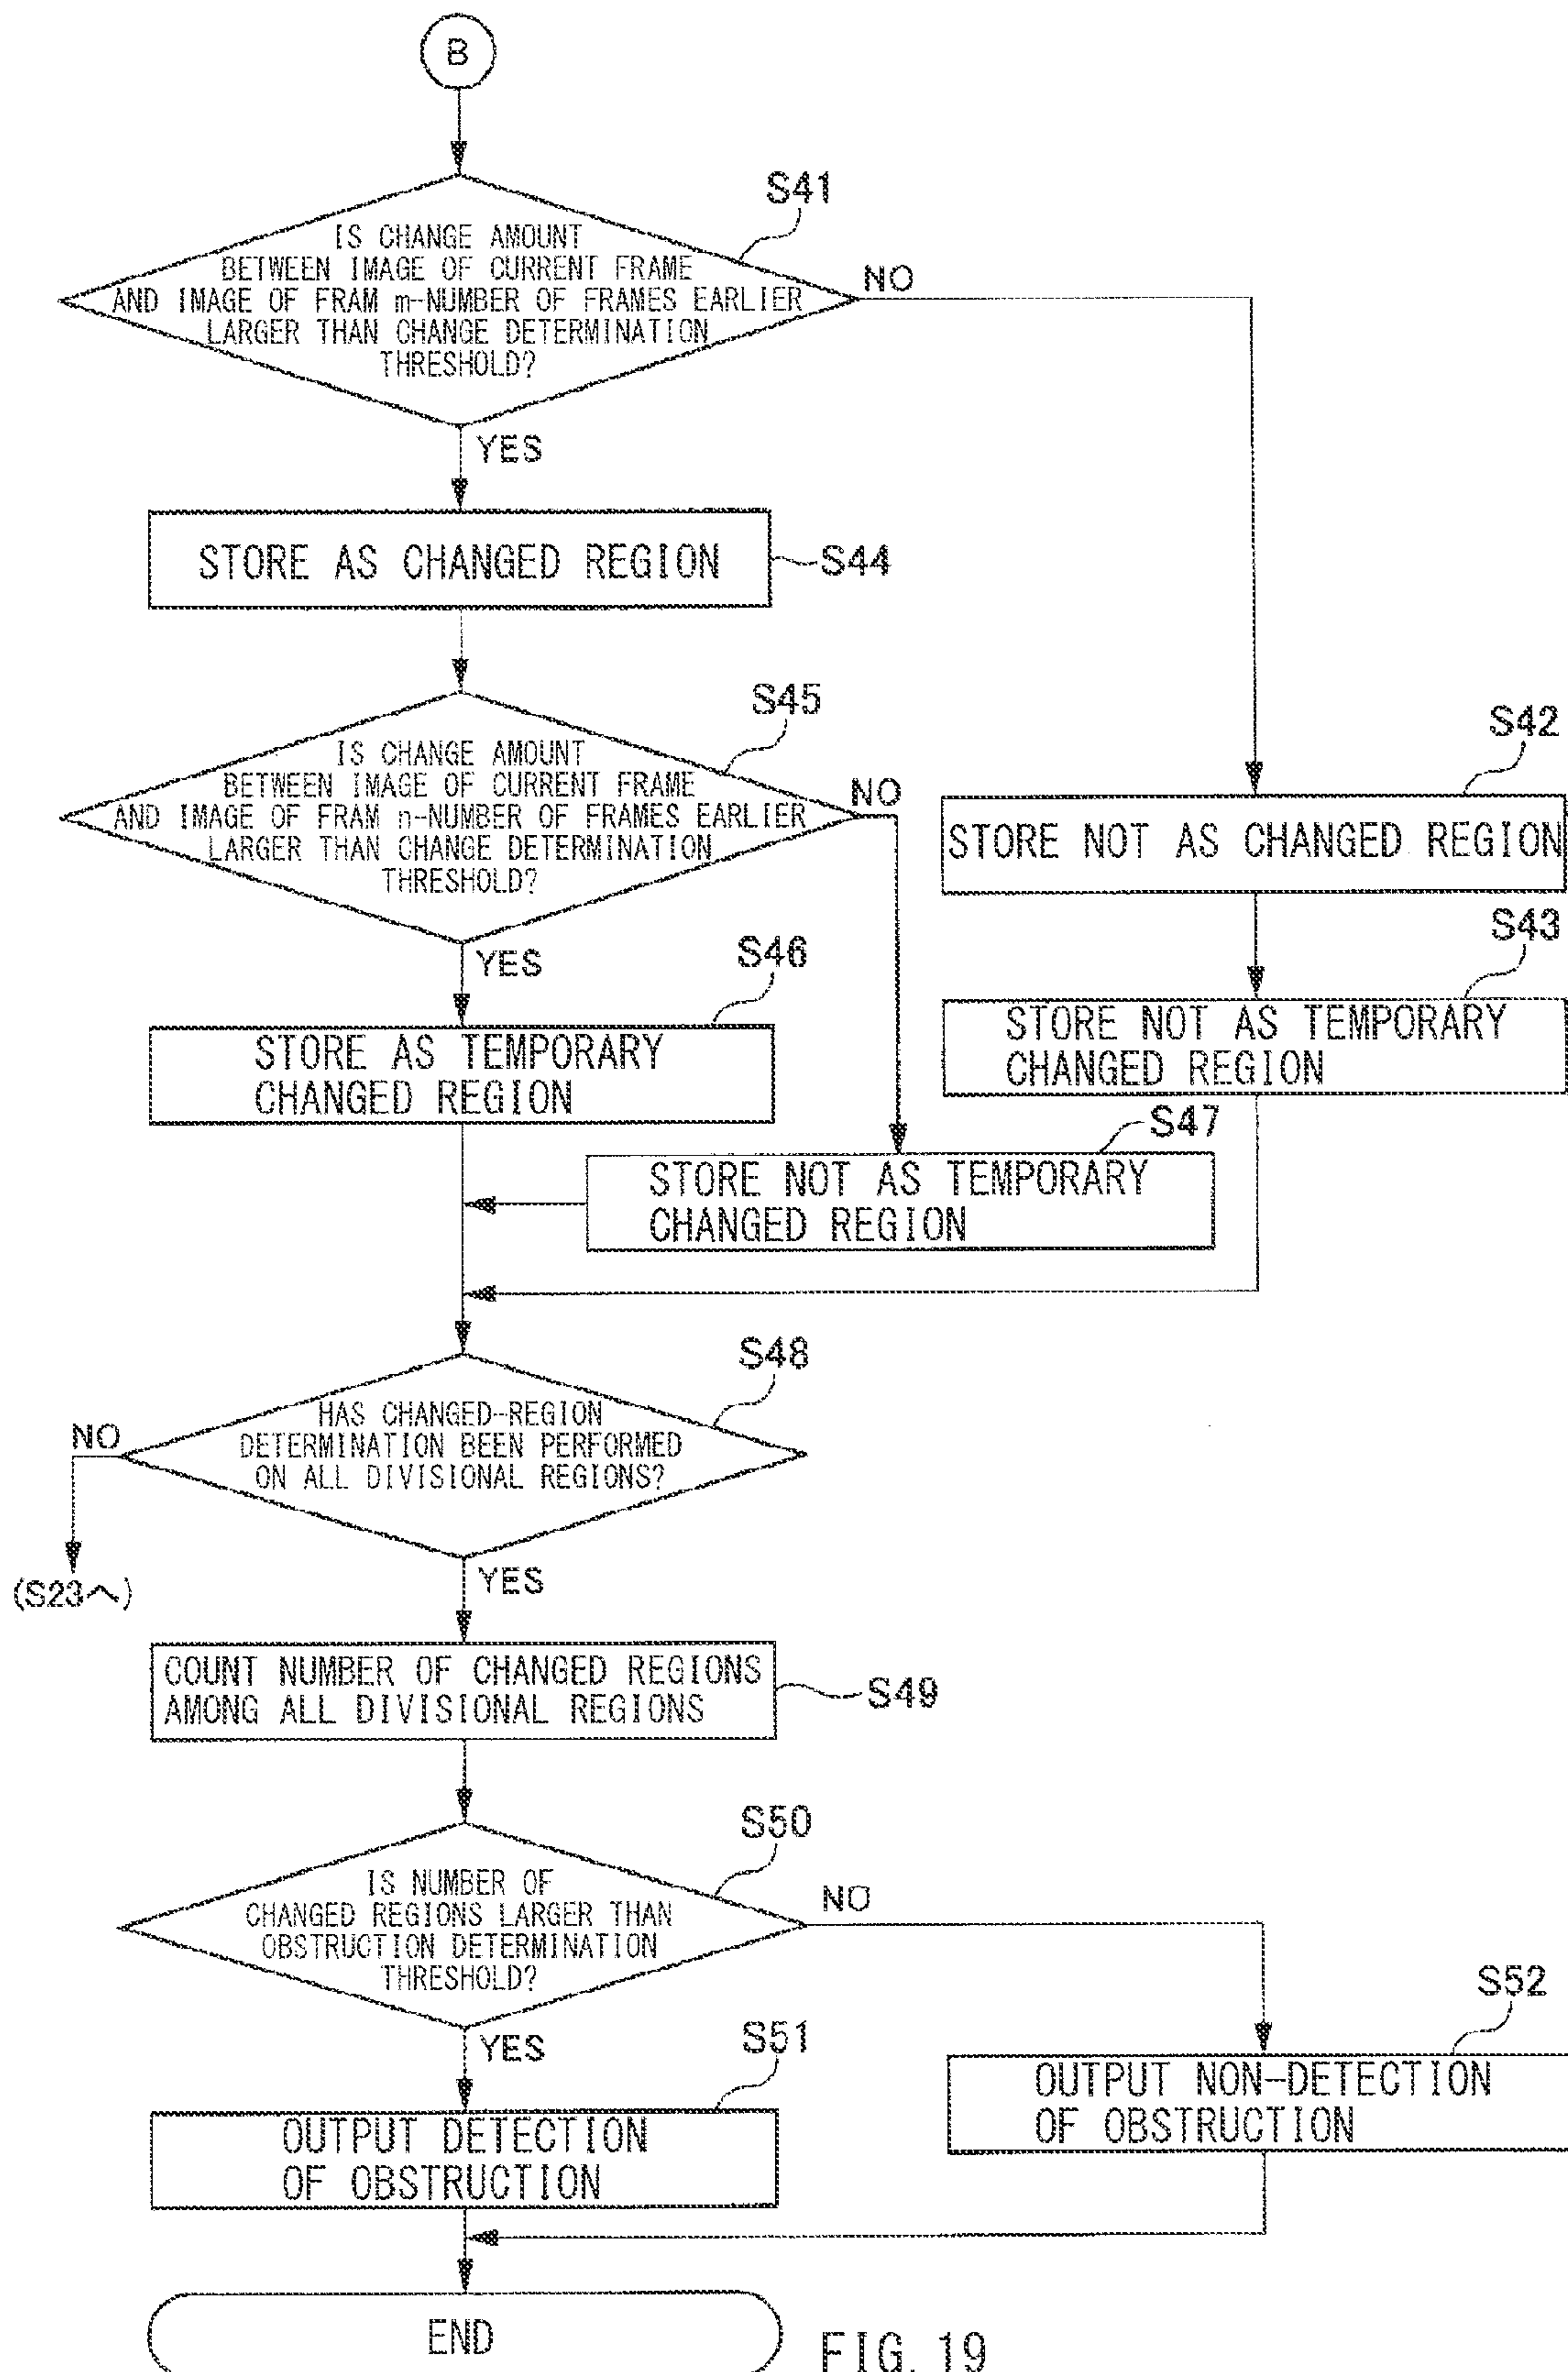 B
S41
IS CHANGE AMOUNT
BETWEEN IMAGE OF CURRENT FRAME
AND IMAGE OF FRAM m-NUMBER OF FRAMES EARLIER
LARGER THAN CHANGE DETERMINATION
THRESHOLD?
NO
YES
STORE AS CHANGED REGION
S44
S45
IS CHANGE AMOUNT
BETWEEN IMAGE OF CURRENT FRAME
AND IMAGE OF FRAM n-NUMBER OF FRAMES EARLIER
LARGER THAN CHANGE DETERMINATION
THRESHOLD?
NO
YES
S42
STORE NOT AS CHANGED REGION
S43
STORE NOT AS TEMPORARY
CHANGED REGION
S46
STORE AS TEMPORARY
CHANGED REGION
S47
STORE NOT AS TEMPORARY
CHANGED REGION
S48
HAS CHANGED-REGION
DETERMINATION BEEN PERFORMED
ON ALL DIVISIONAL REGIONS?
NO
(S23へ)
YES
COUNT NUMBER OF CHANGED REGIONS
AMONG ALL DIVISIONAL REGIONS
S49
S50
IS NUMBER OF
CHANGED REGIONS LARGER THAN
OBSTRUCTION DETERMINATION
THRESHOLD?
NO
YES
S51
OUTPUT DETECTION
OF OBSTRUCTION
S52
OUTPUT NON-DETECTION
OF OBSTRUCTION
END
FIG. 19